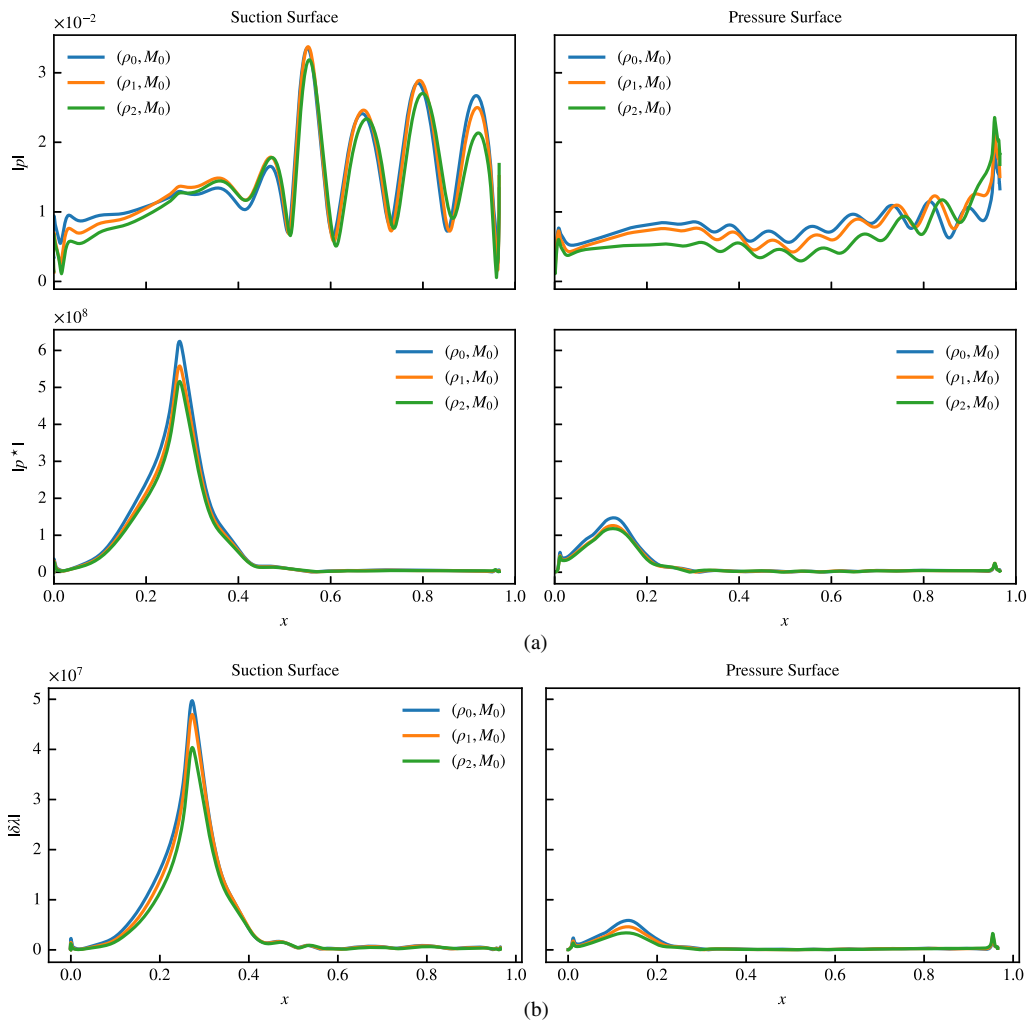 Suction Surface
Pressure Surface
×10⁻²
3
2
1
0
|p|
(ρ₀, M₀)
(ρ₁, M₀)
(ρ₂, M₀)
(ρ₀, M₀)
(ρ₁, M₀)
(ρ₂, M₀)
×10⁸
6
5
4
3
2
1
0
|p⋆|
(ρ₀, M₀)
(ρ₁, M₀)
(ρ₂, M₀)
(ρ₀, M₀)
(ρ₁, M₀)
(ρ₂, M₀)
0.0 0.2 0.4 0.6 0.8 1.0
0.0 0.2 0.4 0.6 0.8 1.0
x
x
(a)
Suction Surface
Pressure Surface
×10⁷
5
4
3
2
1
0
|δλ|
(ρ₀, M₀)
(ρ₁, M₀)
(ρ₂, M₀)
0.0 0.2 0.4 0.6 0.8 1.0
0.0 0.2 0.4 0.6 0.8 1.0
x
x
(b)